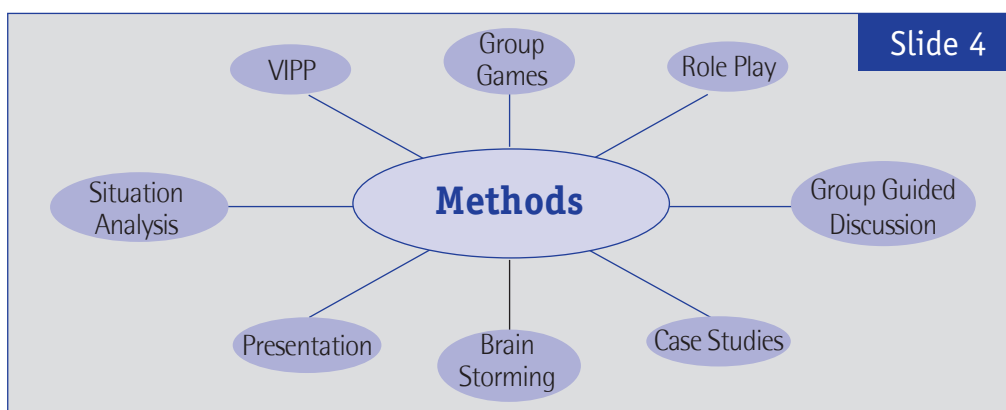 Slide 4
VIPP
Group
Games
Role Play
Situation
Analysis
Methods
Group Guided
Discussion
Presentation
Brain
Storming
Case Studies